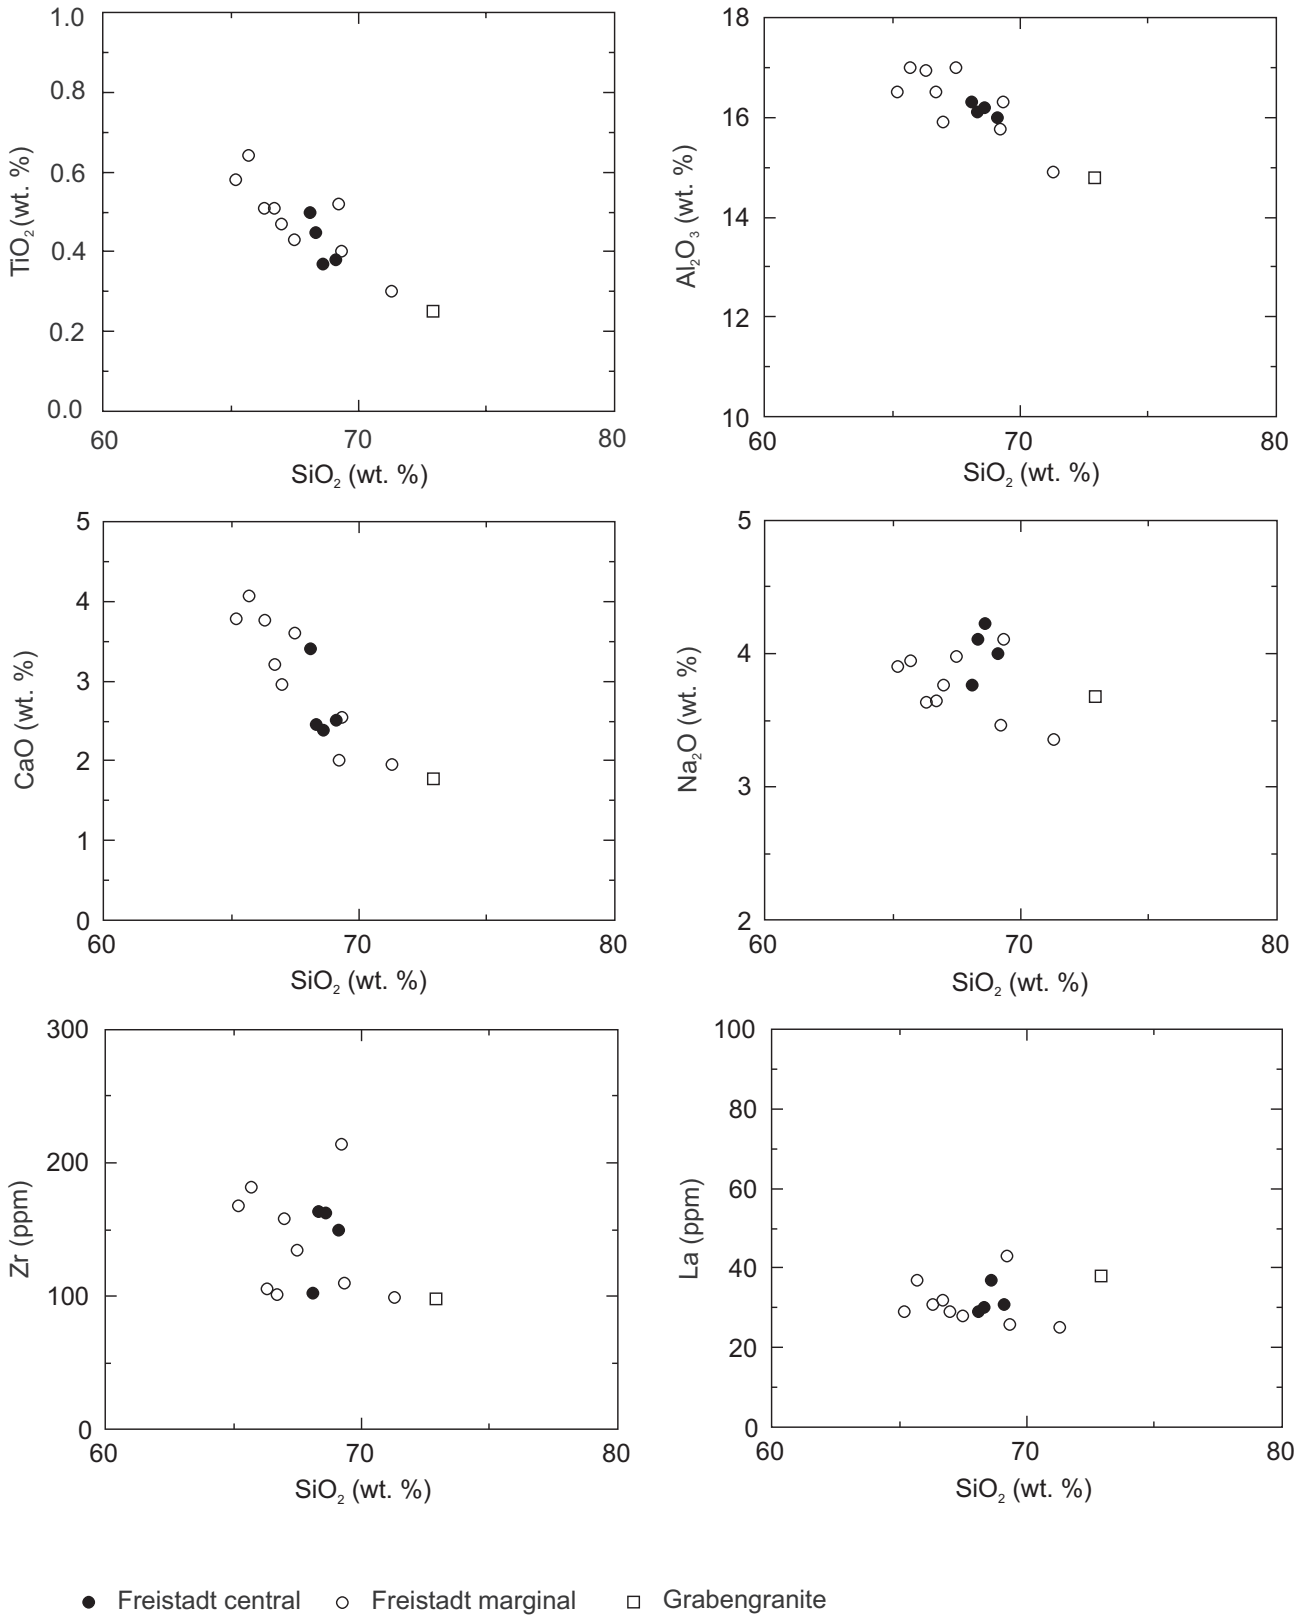 1.0
0.8
0.6
0.4
0.2
0.0
TiO₂ (wt. %)
60 70 80
SiO₂ (wt. %)
18
16
14
12
10
Al₂O₃ (wt. %)
60 70 80
SiO₂ (wt. %)
5
4
3
2
1
0
CaO (wt. %)
60 70 80
SiO₂ (wt. %)
5
4
3
2
Na₂O (wt. %)
60 70 80
SiO₂ (wt. %)
300
200
100
0
Zr (ppm)
60 70 80
SiO₂ (wt. %)
100
80
60
40
20
0
La (ppm)
60 70 80
SiO₂ (wt. %)
Freistadt central Freistadt marginal Grabengranite